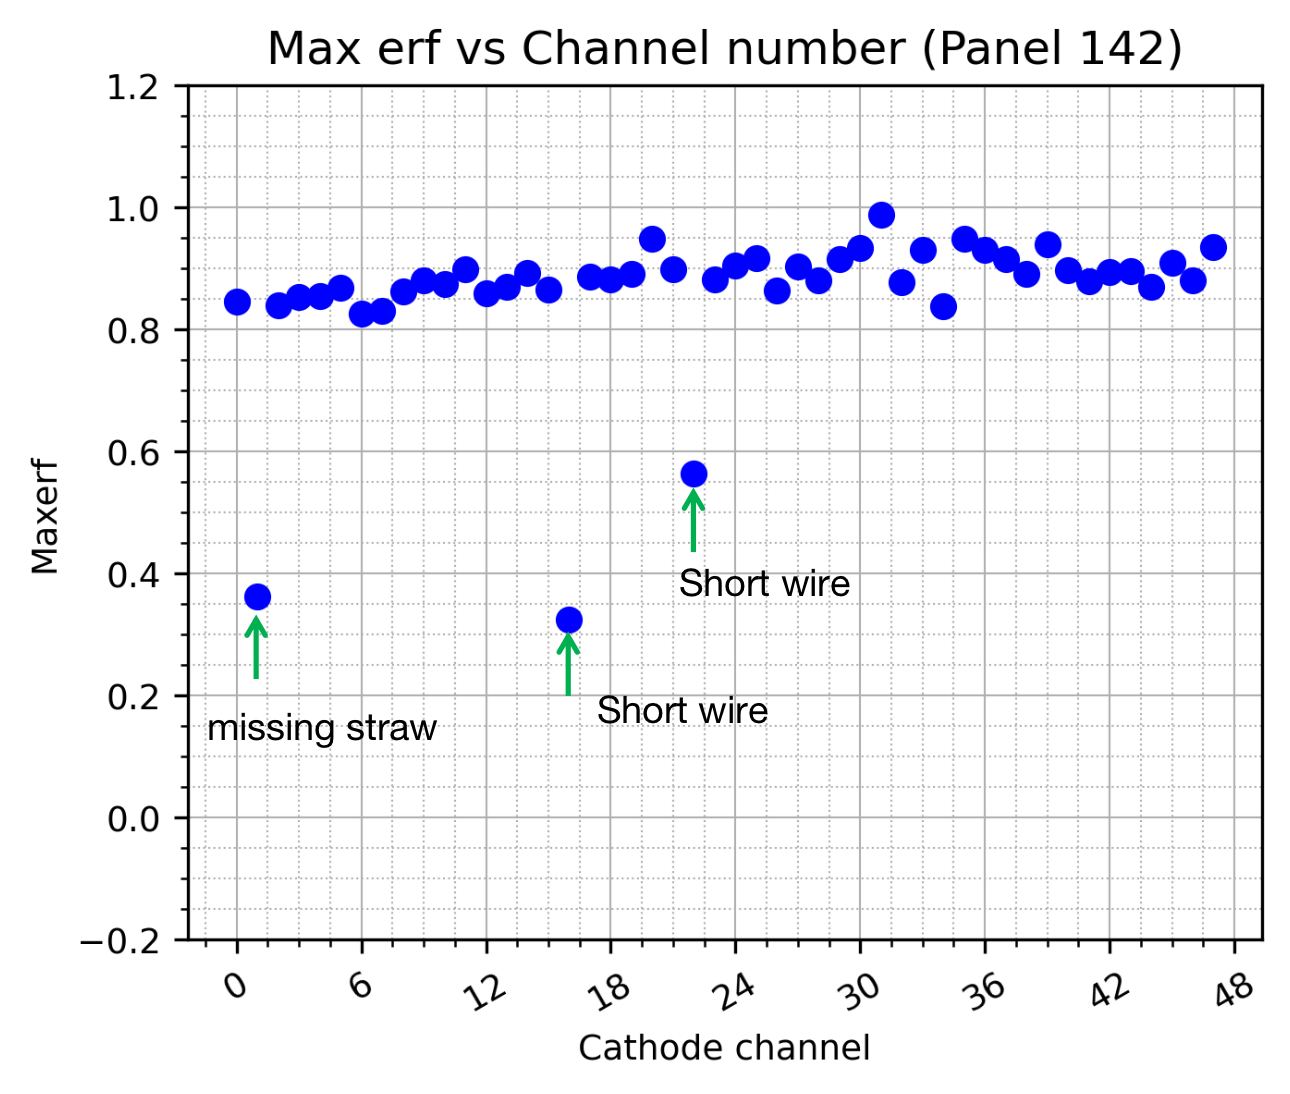 Max erf vs Channel number (Panel 142)
1.2
1.0
0.8
0.6
0.4
0.2
0.0
−0.2
Maxerf
Short wire
Short wire
missing straw
0 6 12 18 24 30 36 42 48
Cathode channel